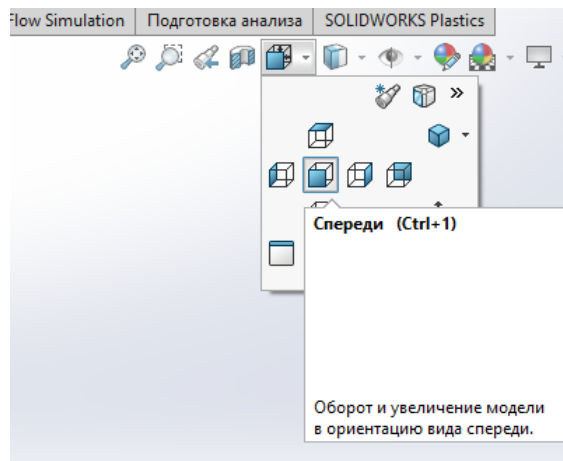 Flow Simulation Подготовка анализа SOLIDWORKS Plastics
Спереди (Ctrl+1)
Оборот и увеличение модели
в ориентацию вида спереди.